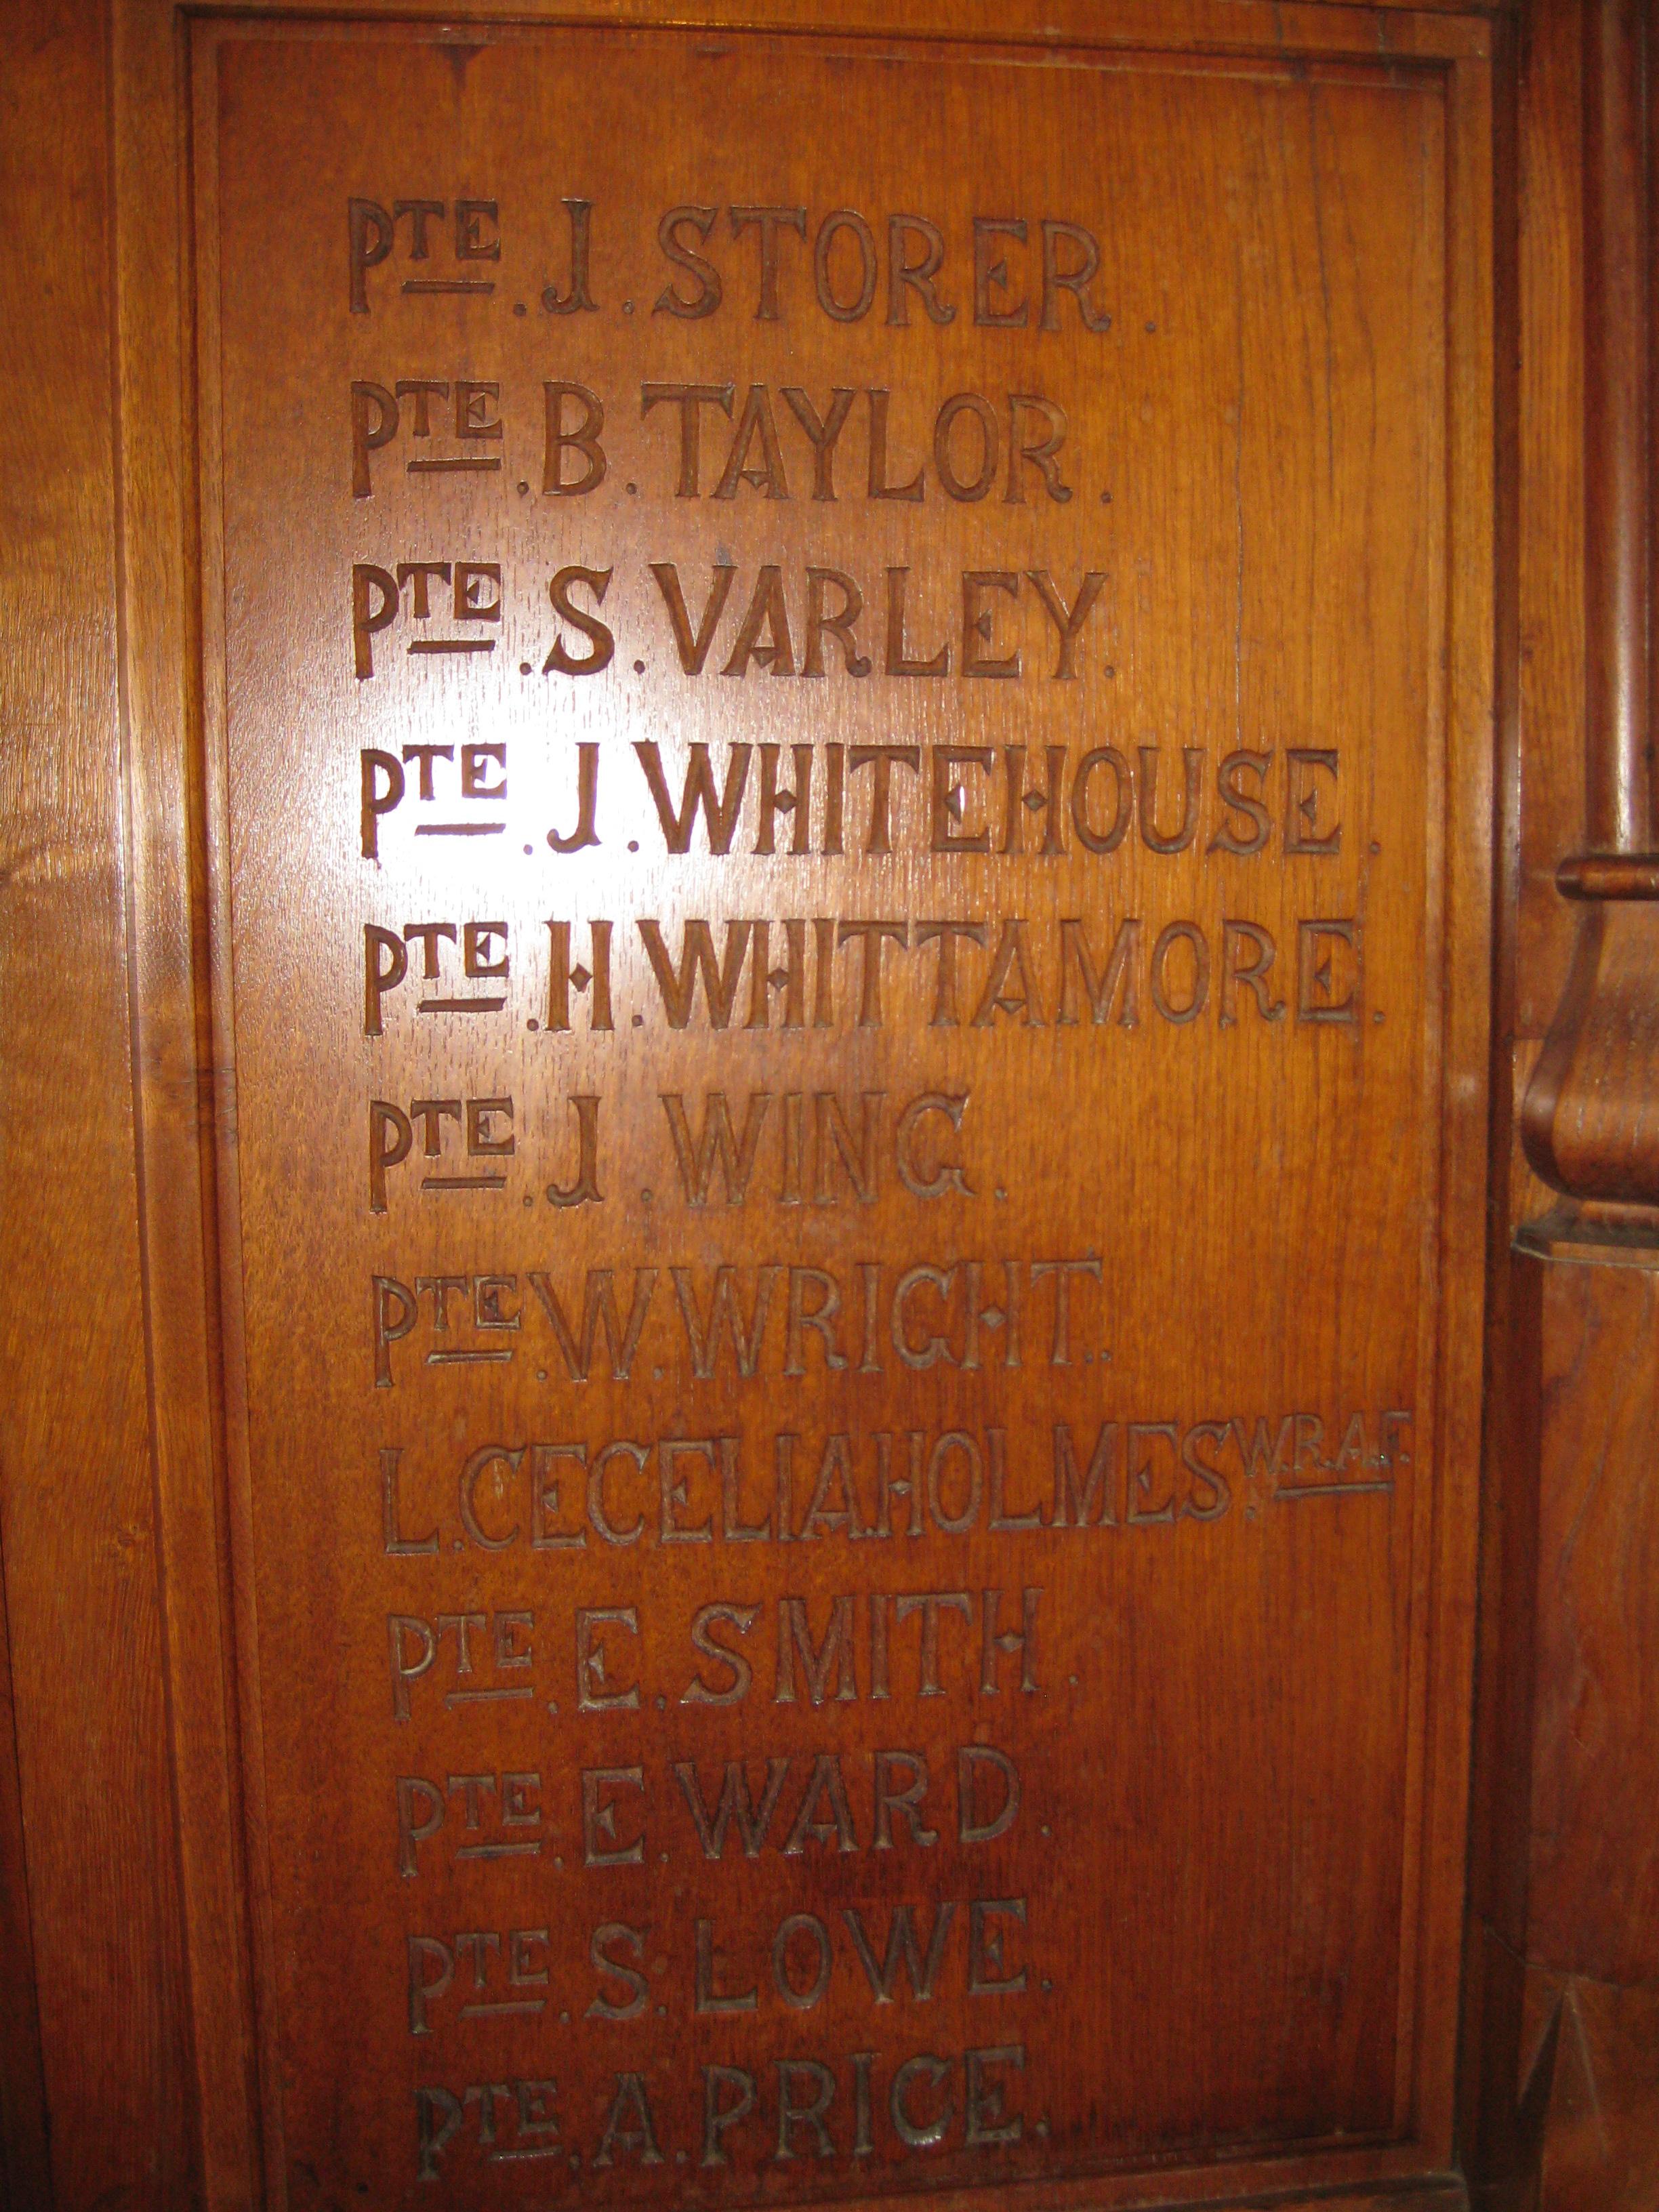 PTE. J. STORER.
PTE. B. TAYLOR.
PTE. S. VARLEY.
PTE. J. WHITEHOUSE.
PTE. H. WHITTAMORE.
PTE. J. WING.
PTE. W. WRIGHT.
L. CECELIA. HOLMES. W.R.A.F.
PTE. E. SMITH.
PTE. E. WARD.
PTE. S. LOWE.
PTE. A. PRICE.